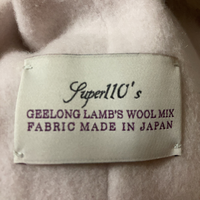 Super110's
GEELONG LAMB'S WOOL MIX
FABRIC MADE IN JAPAN